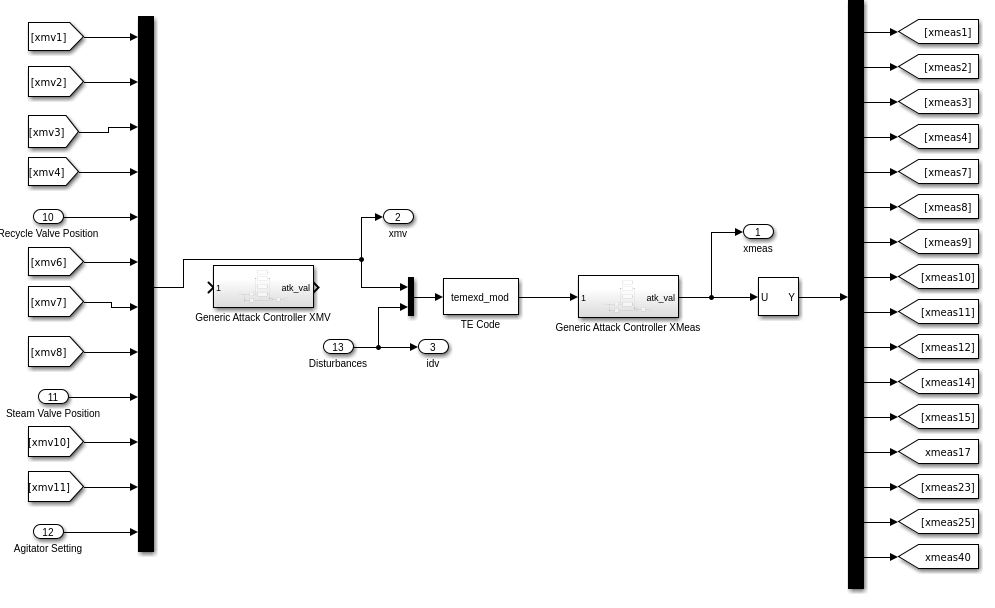 [xmv1]
[xmv2]
[xmv3]
[xmv4]
10
Recycle Valve Position
[xmv6]
[xmv7]
[xmv8]
11
Steam Valve Position
[xmv10]
[xmv11]
12
Agitator Setting
1
atk_val
Generic Attack Controller XMV
2
xmv
13
Disturbances
3
idv
temexd_mod
TE Code
1
atk_val
Generic Attack Controller XMeas
1
xmeas
U
Y
[xmeas1]
[xmeas2]
[xmeas3]
[xmeas4]
[xmeas7]
[xmeas8]
[xmeas9]
[xmeas10]
[xmeas11]
[xmeas12]
[xmeas14]
[xmeas15]
xmeas17
[xmeas23]
[xmeas25]
xmeas40